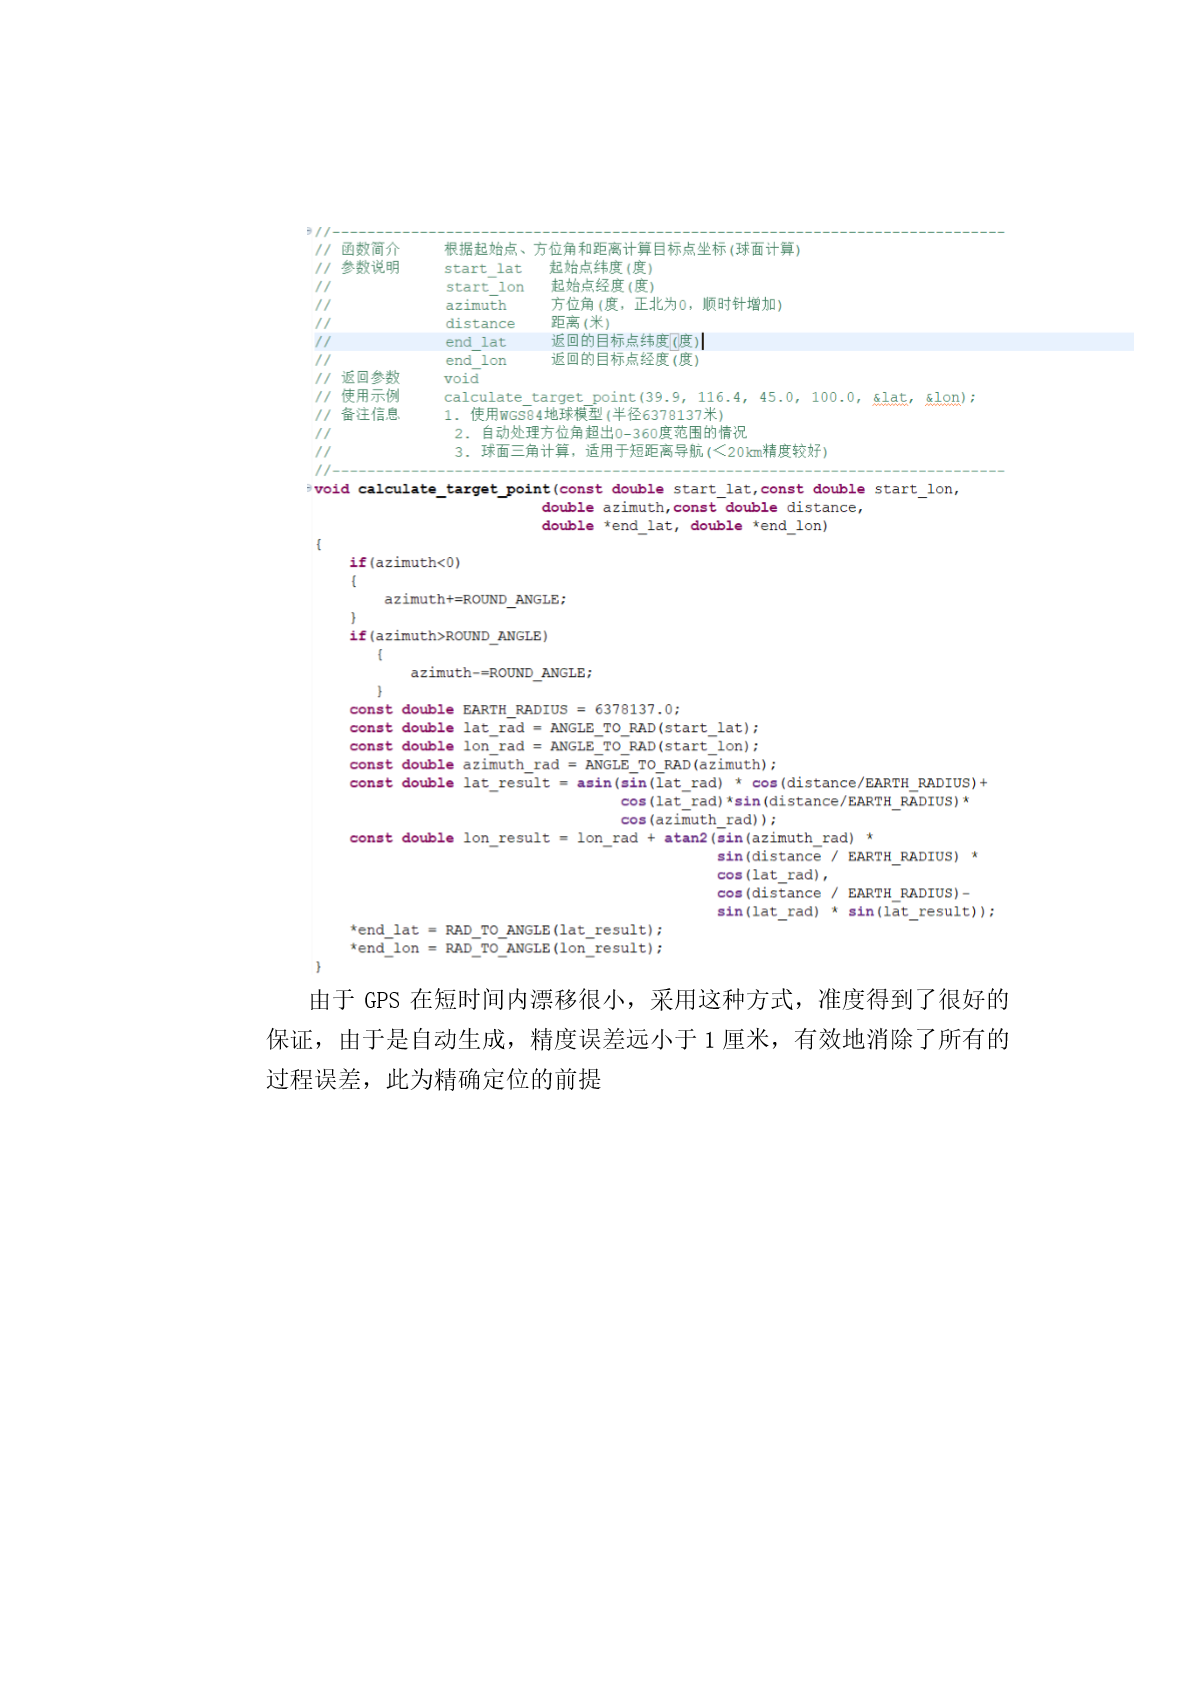 //-----------------------------------------------------------------------------
// 函数简介     根据起始点、方位角和距离计算目标点坐标(球面计算)
// 参数说明     start_lat   起始点纬度(度)
//             start_lon   起始点经度(度)
//             azimuth     方位角(度, 正北为0, 顺时针增加)
//             distance    距离(米)
//             end_lat     返回的目标点纬度(度)
//             end_lon     返回的目标点经度(度)
// 返回参数     void
// 使用示例     calculate_target_point(39.9, 116.4, 45.0, 100.0, &lat, &lon);
// 备注信息     1. 使用WGS84地球模型(半径6378137米)
//              2. 自动处理方位角超出0-360度范围的情况
//              3. 球面三角计算, 适用于短距离导航(<20km精度较好)
//-----------------------------------------------------------------------------
void calculate_target_point(const double start_lat,const double start_lon,
                          double azimuth,const double distance,
                          double *end_lat, double *end_lon)
{
    if(azimuth<0)
    {
        azimuth+=ROUND_ANGLE;
    }
    if(azimuth>ROUND_ANGLE)
       {
           azimuth-=ROUND_ANGLE;
       }
    const double EARTH_RADIUS = 6378137.0;
    const double lat_rad = ANGLE_TO_RAD(start_lat);
    const double lon_rad = ANGLE_TO_RAD(start_lon);
    const double azimuth_rad = ANGLE_TO_RAD(azimuth);
    const double lat_result = asin(sin(lat_rad) * cos(distance/EARTH_RADIUS)+
                                   cos(lat_rad)*sin(distance/EARTH_RADIUS)*
                                   cos(azimuth_rad));
    const double lon_result = lon_rad + atan2(sin(azimuth_rad) *
                                              sin(distance / EARTH_RADIUS) *
                                              cos(lat_rad),
                                              cos(distance / EARTH_RADIUS)-
                                              sin(lat_rad) * sin(lat_result));
    *end_lat = RAD_TO_ANGLE(lat_result);
    *end_lon = RAD_TO_ANGLE(lon_result);
}
由于 GPS 在短时间内漂移很小，采用这种方式，准度得到了很好的
保证，由于是自动生成，精度误差远小于 1 厘米，有效地消除了所有的
过程误差，此为精确定位的前提